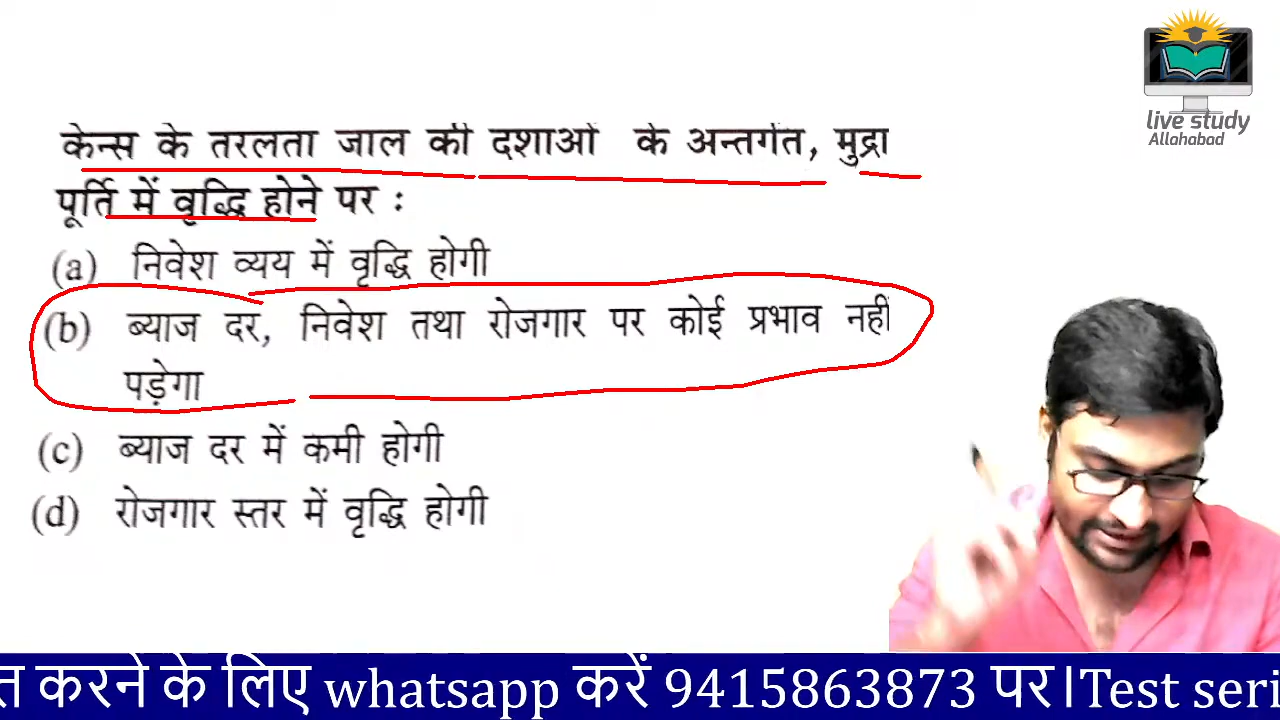 live study
Allahabad
केन्स के तरलता जाल की दशाओं के अन्तर्गत, मुद्रा
पूर्ति में वृद्धि होने पर :
(a) निवेश व्यय में वृद्धि होगी
(b) ब्याज दर, निवेश तथा रोजगार पर कोई प्रभाव नहीं
पड़ेगा
(c) ब्याज दर में कमी होगी
(d) रोजगार स्तर में वृद्धि होगी
त करने के लिए whatsapp करें 9415863873 पर।Test seri